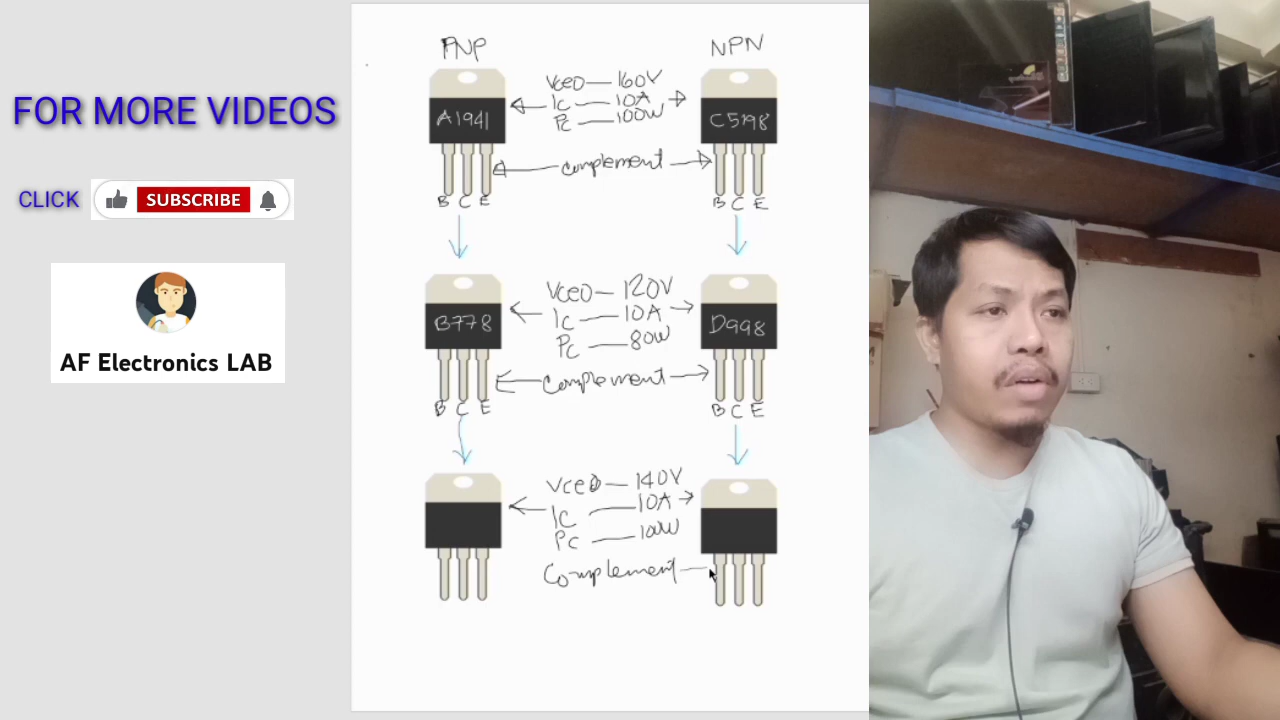 FOR MORE VIDEOS
CLICK
SUBSCRIBE
AF Electronics LAB
PNP
NPN
A1941
VCEO — 160V
IC — 10A
PC — 100W
C5198
complement
B C E
B C E
B778
VCEO — 120V
IC — 10A
PC — 80W
D998
complement
B C E
B C E
VCEO — 140V
IC — 10A
PC — 100W
Complement